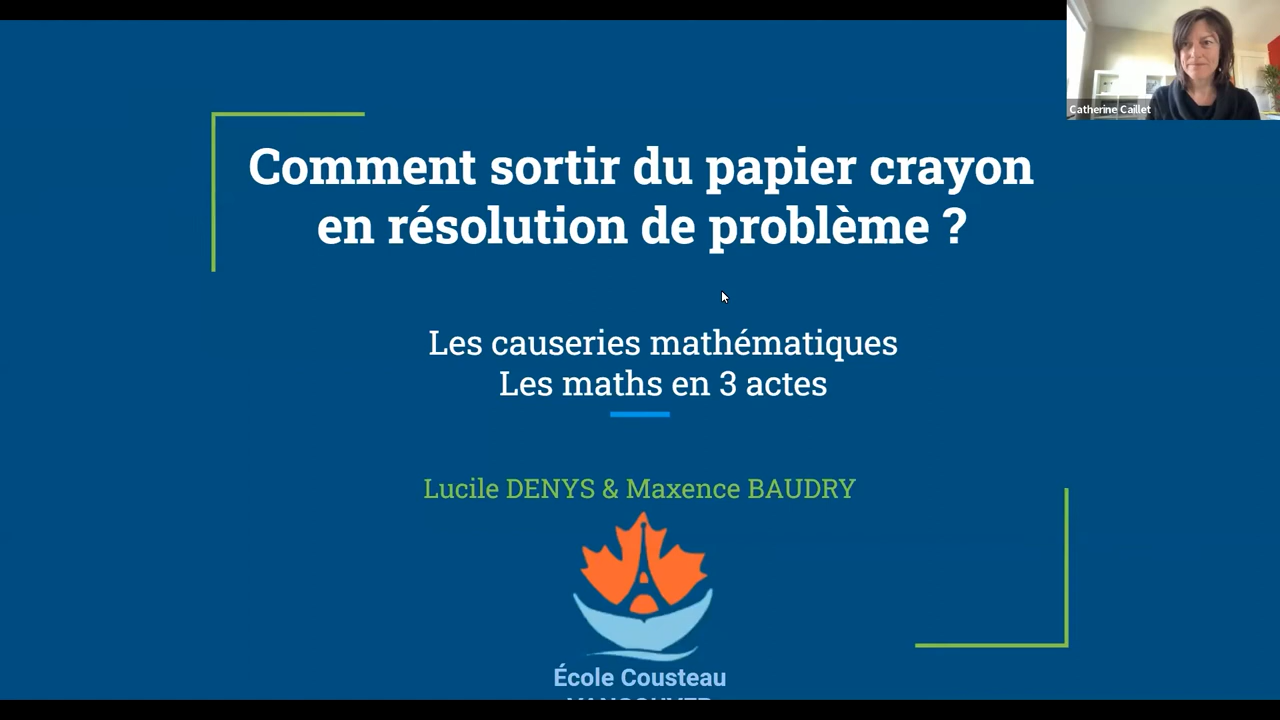 Catherine Caillet
Comment sortir du papier crayon
en résolution de problème ?
Les causeries mathématiques
Les maths en 3 actes
Lucile DENYS & Maxence BAUDRY
École Cousteau